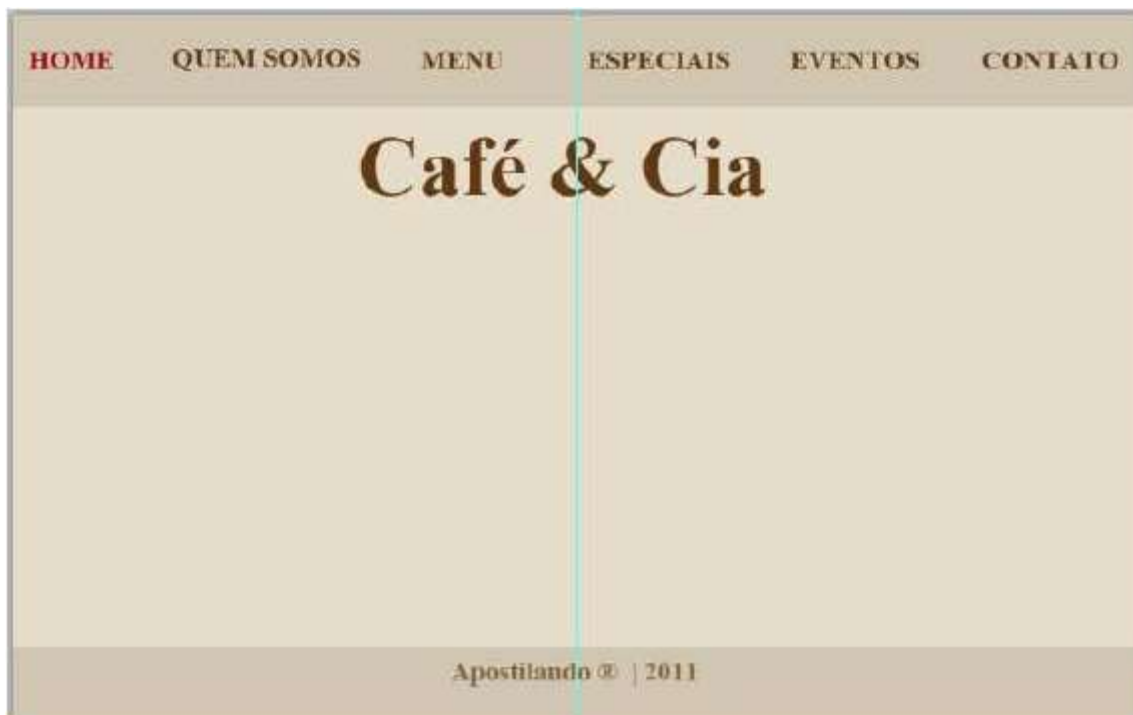 HOME QUEM SOMOS MENU ESPECIAIS EVENTOS CONTATO
Café & Cia
Apostilando ® | 2011